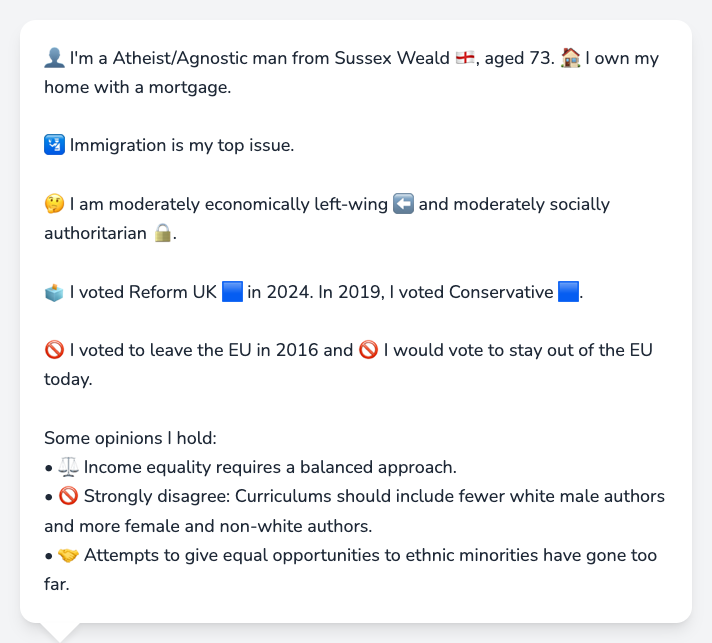 👤 I'm a Atheist/Agnostic man from Sussex Weald 🏴󠁧󠁢󠁥󠁮󠁧󠁿, aged 73. 🏠 I own my
home with a mortgage.
🛂 Immigration is my top issue.
🤔 I am moderately economically left-wing ⬅️ and moderately socially
authoritarian 🔒.
🗳️ I voted Reform UK 🟦 in 2024. In 2019, I voted Conservative 🟦.
🚫 I voted to leave the EU in 2016 and 🚫 I would vote to stay out of the EU
today.
Some opinions I hold:
• ⚖️ Income equality requires a balanced approach.
• 🚫 Strongly disagree: Curriculums should include fewer white male authors
and more female and non-white authors.
• 🤝 Attempts to give equal opportunities to ethnic minorities have gone too
far.